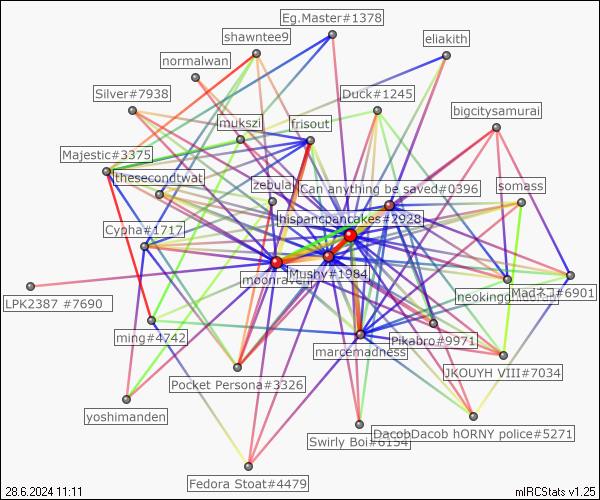 Eg.Master#1378
shawntee9
eliakith
normalwan
Silver#7938
Duck#1245
bigcitysamurai
mukszi
frisout
Majestic#3375
thesecondtwat
zebula
Can anything be saved#0396
somass
hispancpancakes#2928
Cypha#1717
Mushy#1984
moonraven
LPK2387 #7690
Madネコ#6901
ming#4742
marcemadness
Pikabro#9971
JKOUYH VIII#7034
Pocket Persona#3326
yoshimanden
Swirly Boi#6154
DacobDacob hORNY police#5271
Fedora Stoat#4479
28.6.2024 11:11
mIRCStats v1.25